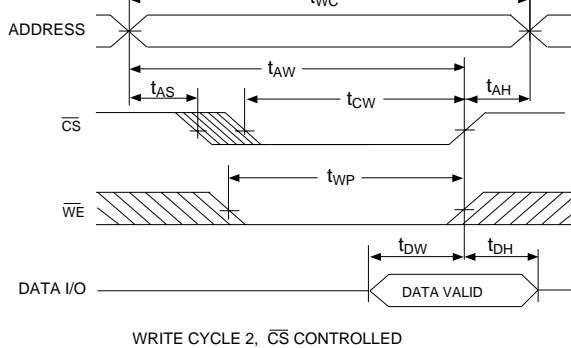 tWC
ADDRESS
tAW
tAS
tCW
tAH
CS
tWP
WE
tDW
tDH
DATA I/O
DATA VALID
WRITE CYCLE 2, CS CONTROLLED